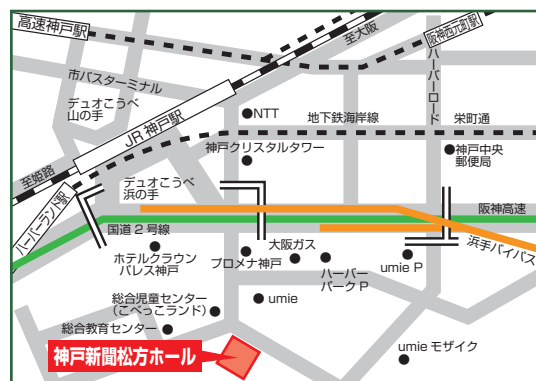 高速神戸駅
至大阪
阪神西元町駅
市バスターミナル
デュオこうべ
山の手
ハーバーロード
NTT
JR 神戸駅
地下鉄海岸線
栄町通
神戸クリスタルタワー
神戸中央
郵便局
至姫路
デュオこうべ
浜の手
ハーバーランド駅
阪神高速
国道2号線
浜手バイパス
ホテルクラウン
パレス神戸
プロメナ神戸
大阪ガス
ハーバー
パーク P
umie P
総合児童センター
(こべっこランド)
umie
総合教育センター
神戸新聞松方ホール
umie モザイク